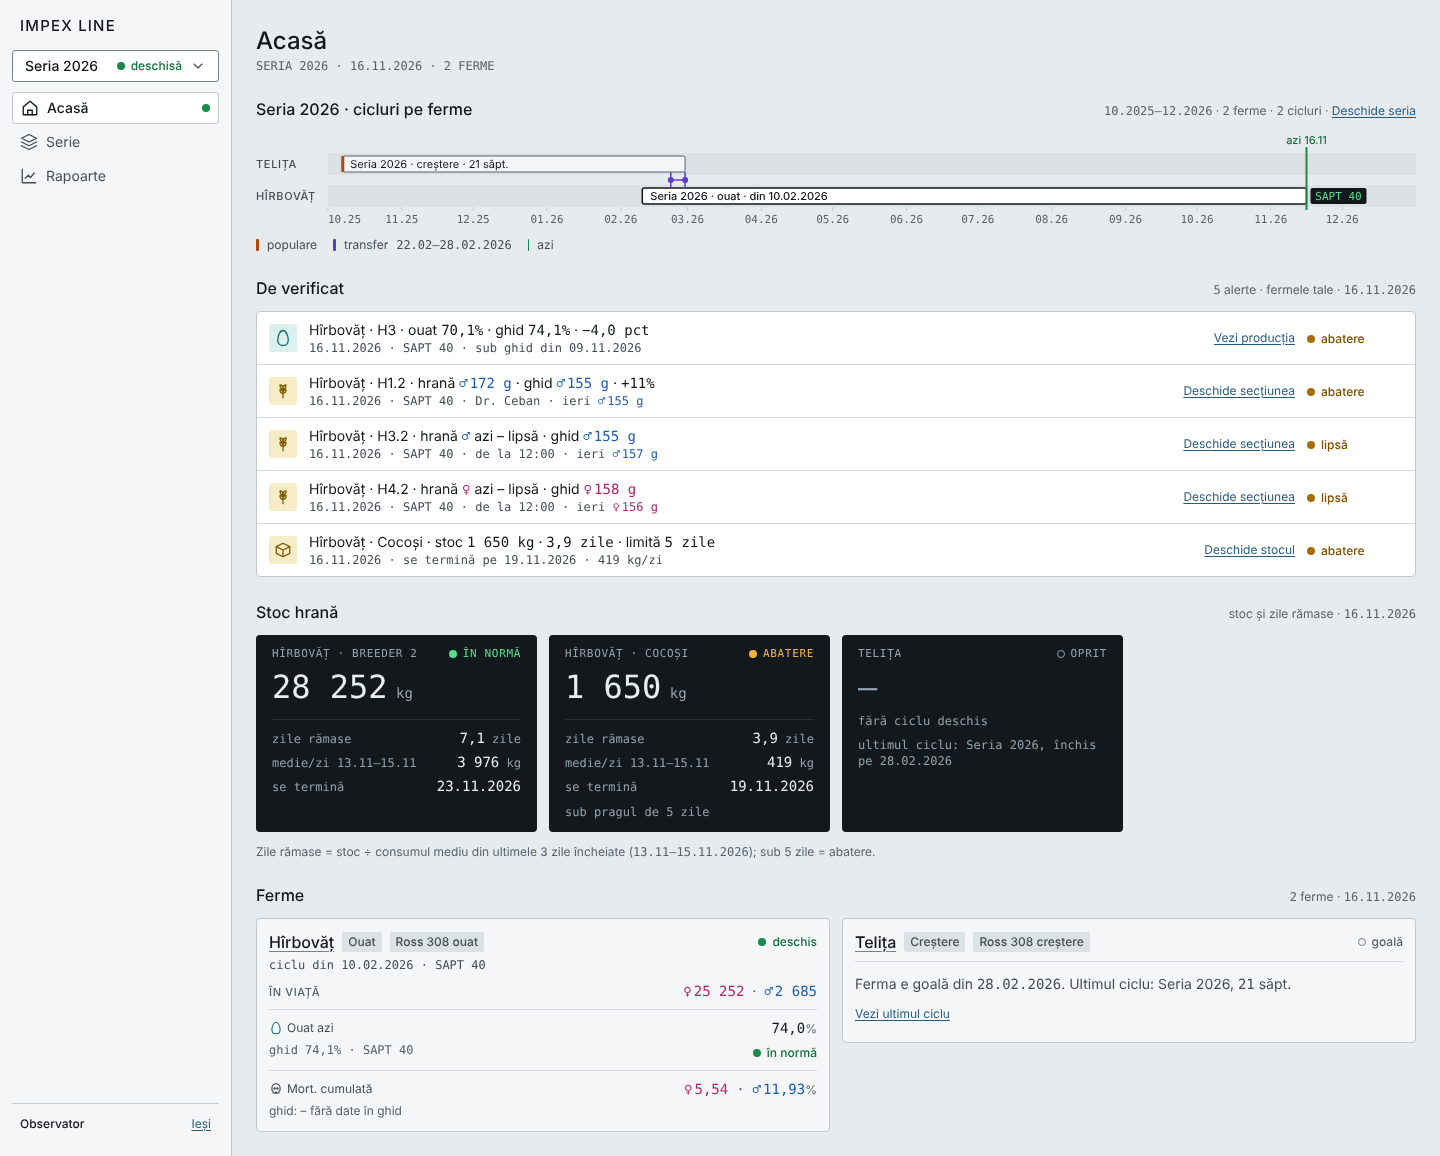 IMPEX LINE
Seria 2026 deschisă
Acasă
Serie
Rapoarte
Observator Ieși
Acasă
SERIA 2026 · 16.11.2026 · 2 FERME
Seria 2026 · cicluri pe ferme
10.2025–12.2026 · 2 ferme · 2 cicluri · Deschide seria
azi 16.11
TELIȚA Seria 2026 · creștere · 21 săpt.
HÎRBOVĂȚ Seria 2026 · ouat · din 10.02.2026 SAPT 40
10.25 11.25 12.25 01.26 02.26 03.26 04.26 05.26 06.26 07.26 08.26 09.26 10.26 11.26 12.26
populare transfer 22.02–28.02.2026 azi
De verificat
5 alerte · fermele tale · 16.11.2026
Hîrbovăț · H3 · ouat 70,1% · ghid 74,1% · −4,0 pct
16.11.2026 · SAPT 40 · sub ghid din 09.11.2026
Vezi producția abatere
Hîrbovăț · H1.2 · hrană ♂172 g · ghid ♂155 g · +11%
16.11.2026 · SAPT 40 · Dr. Ceban · ieri ♂155 g
Deschide secțiunea abatere
Hîrbovăț · H3.2 · hrană ♂ azi – lipsă · ghid ♂155 g
16.11.2026 · SAPT 40 · de la 12:00 · ieri ♂157 g
Deschide secțiunea lipsă
Hîrbovăț · H4.2 · hrană ♀ azi – lipsă · ghid ♀158 g
16.11.2026 · SAPT 40 · de la 12:00 · ieri ♀156 g
Deschide secțiunea lipsă
Hîrbovăț · Cocoși · stoc 1 650 kg · 3,9 zile · limită 5 zile
16.11.2026 · se termină pe 19.11.2026 · 419 kg/zi
Deschide stocul abatere
Stoc hrană
stoc și zile rămase · 16.11.2026
HÎRBOVĂȚ · BREEDER 2 ÎN NORMĂ
28 252 kg
zile rămase 7,1 zile
medie/zi 13.11–15.11 3 976 kg
se termină 23.11.2026
HÎRBOVĂȚ · COCOȘI ABATERE
1 650 kg
zile rămase 3,9 zile
medie/zi 13.11–15.11 419 kg
se termină 19.11.2026
sub pragul de 5 zile
TELIȚA OPRIT
—
fără ciclu deschis
ultimul ciclu: Seria 2026, închis
pe 28.02.2026
Zile rămase = stoc ÷ consumul mediu din ultimele 3 zile încheiate (13.11–15.11.2026); sub 5 zile = abatere.
Ferme
2 ferme · 16.11.2026
Hîrbovăț Ouat Ross 308 ouat deschis
ciclu din 10.02.2026 · SAPT 40
ÎN VIAȚĂ ♀25 252 · ♂2 685
Ouat azi 74,0%
ghid 74,1% · SAPT 40 în normă
Mort. cumulată ♀5,54 · ♂11,93%
ghid: – fără date în ghid
Telița Creștere Ross 308 creștere goală
Ferma e goală din 28.02.2026. Ultimul ciclu: Seria 2026, 21 săpt.
Vezi ultimul ciclu